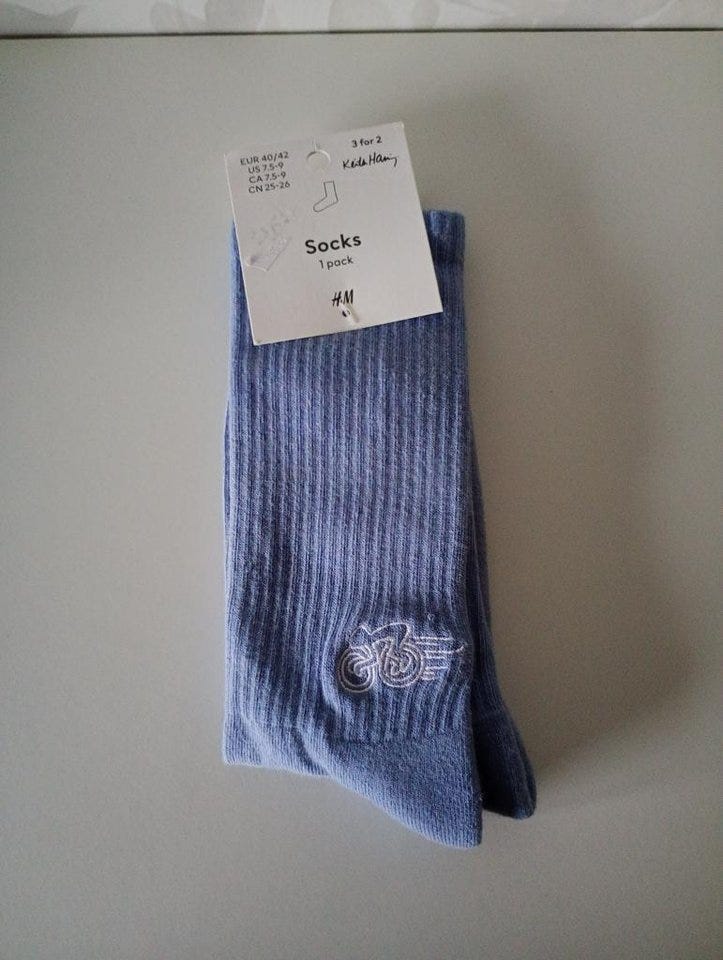 EUR 40/42
US 7.5-9
CA 7.5-9
CN 25-26
3 for 2
Keith Haring
Socks
1 pack
H&M